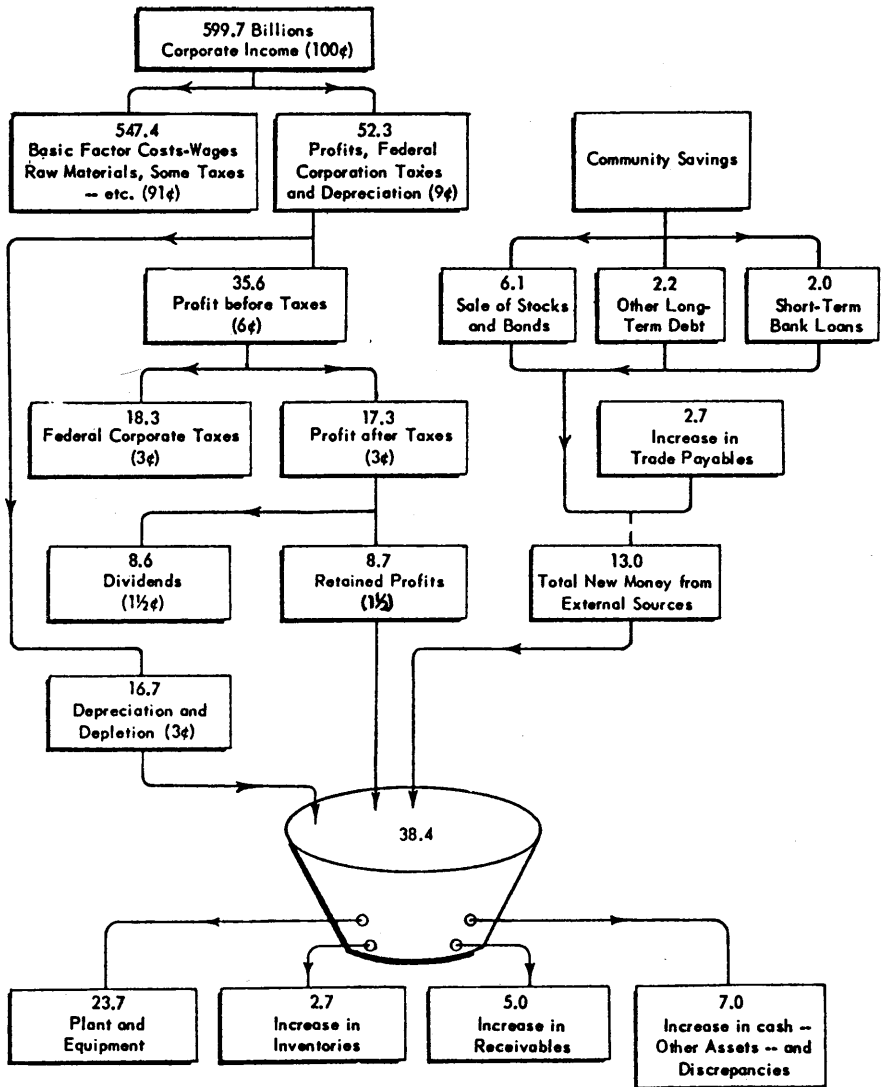 599.7 Billions
Corporate Income (100¢)
547.4
Basic Factor Costs-Wages
Raw Materials, Some Taxes
-- etc. (91¢)
52.3
Profits, Federal
Corporation Taxes
and Depreciation (9¢)
Community Savings
35.6
Profit before Taxes
(6¢)
6.1
Sale of Stocks
and Bonds
2.2
Other Long-
Term Debt
2.0
Short-Term
Bank Loans
18.3
Federal Corporate Taxes
(3¢)
17.3
Profit after Taxes
(3¢)
2.7
Increase in
Trade Payables
8.6
Dividends
(1½¢)
8.7
Retained Profits
(1½)
13.0
Total New Money from
External Sources
16.7
Depreciation and
Depletion (3¢)
38.4
23.7
Plant and
Equipment
2.7
Increase in
Inventories
5.0
Increase in
Receivables
7.0
Increase in cash --
Other Assets -- and
Discrepancies